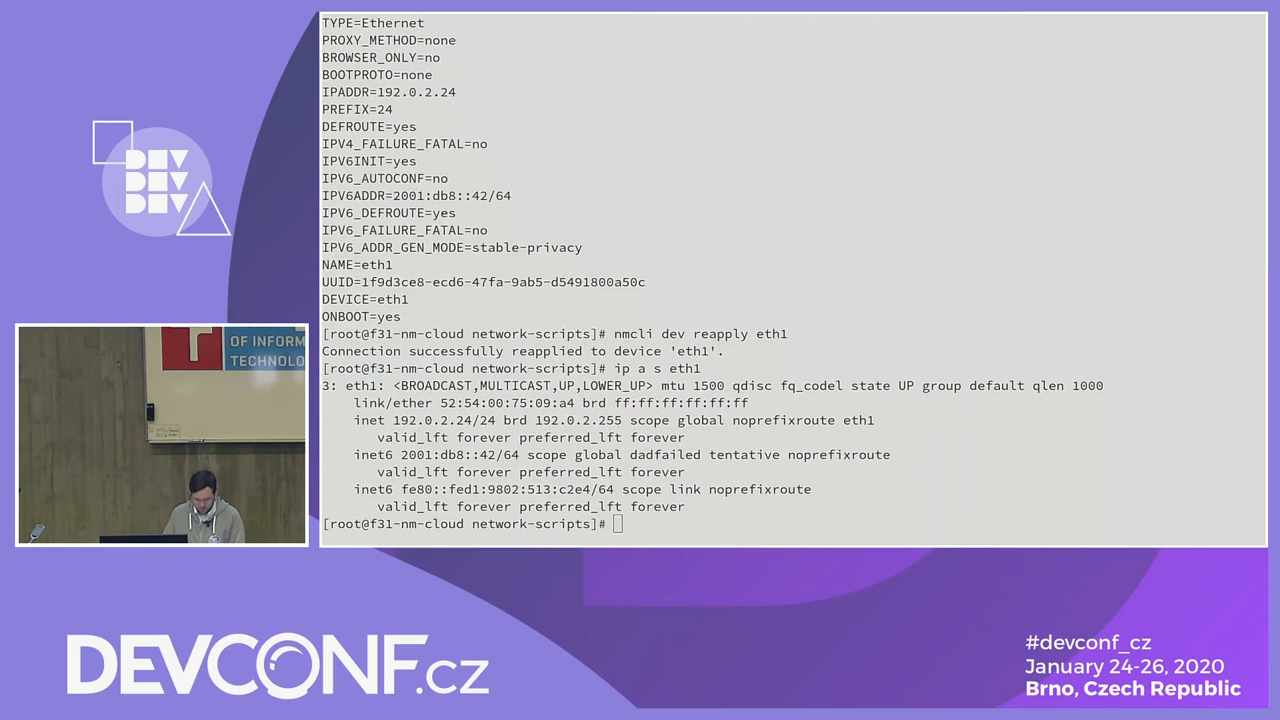 TYPE=Ethernet
PROXY_METHOD=none
BROWSER_ONLY=no
BOOTPROTO=none
IPADDR=192.0.2.24
PREFIX=24
DEFROUTE=yes
IPV4_FAILURE_FATAL=no
IPV6INIT=yes
IPV6_AUTOCONF=no
IPV6ADDR=2001:db8::42/64
IPV6_DEFROUTE=yes
IPV6_FAILURE_FATAL=no
IPV6_ADDR_GEN_MODE=stable-privacy
NAME=eth1
UUID=1f9d3ce8-ecd6-47fa-9ab5-d5491800a50c
DEVICE=eth1
ONBOOT=yes
[root@f31-nm-cloud network-scripts]# nmcli dev reapply eth1
Connection successfully reapplied to device 'eth1'.
[root@f31-nm-cloud network-scripts]# ip a s eth1
3: eth1: <BROADCAST,MULTICAST,UP,LOWER_UP> mtu 1500 qdisc fq_codel state UP group default qlen 1000
link/ether 52:54:00:75:09:a4 brd ff:ff:ff:ff:ff:ff
inet 192.0.2.24/24 brd 192.0.2.255 scope global noprefixroute eth1
valid_lft forever preferred_lft forever
inet6 2001:db8::42/64 scope global dadfailed tentative noprefixroute
valid_lft forever preferred_lft forever
inet6 fe80::fed1:9802:513:c2e4/64 scope link noprefixroute
valid_lft forever preferred_lft forever
[root@f31-nm-cloud network-scripts]#
DEV
DEV
DEV
OF INFORM
TECHNOLO
DEVCONF.cz
#devconf_cz
January 24-26, 2020
Brno, Czech Republic